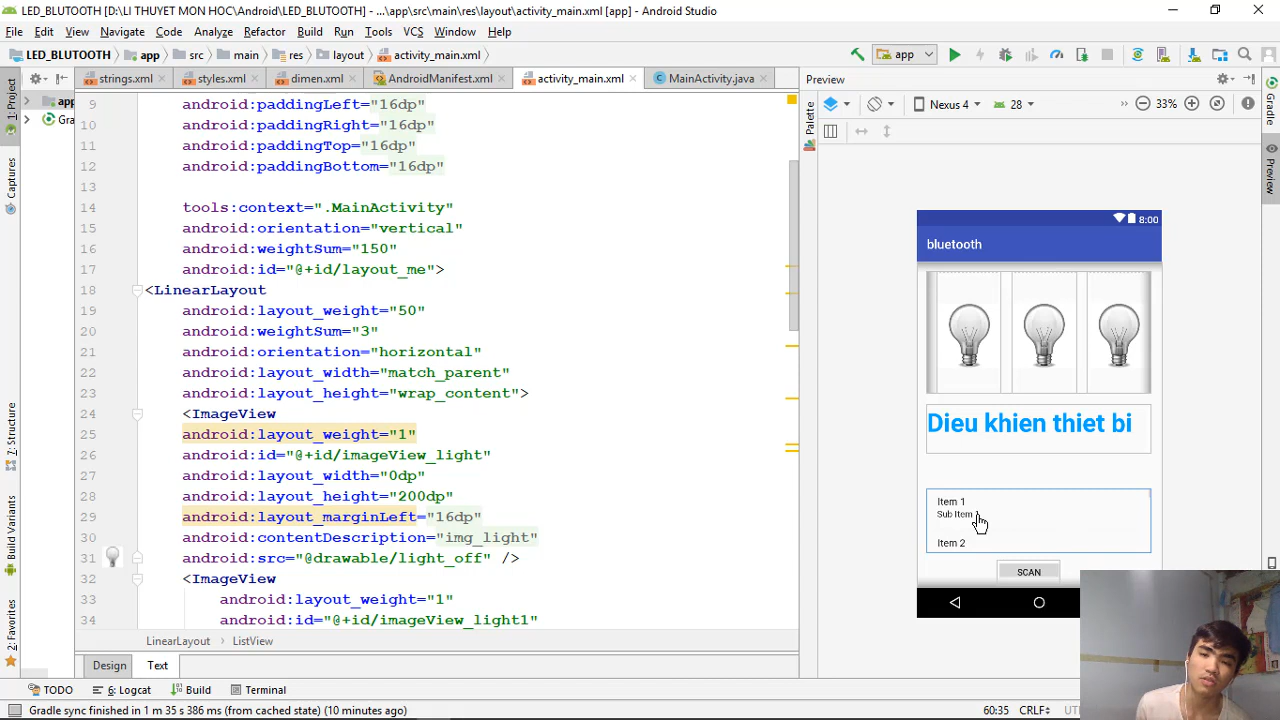 LED_BLUTOOTH [D:\LI THUYET MON HOC\Android\LED_BLUTOOTH] - ...\app\src\main\res\layout\activity_main.xml [app] - Android Studio
File Edit View Navigate Code Analyze Refactor Build Run Tools VCS Window Help
LED_BLUTOOTH app src main res layout activity_main.xml app
strings.xml styles.xml dimen.xml AndroidManifest.xml activity_main.xml MainActivity.java
Preview
Nexus 4 28 33%
1: Project
Captures
Z: Structure
Build Variants
2: Favorites
app
Gra
9 android:paddingLeft="16dp"
10 android:paddingRight="16dp"
11 android:paddingTop="16dp"
12 android:paddingBottom="16dp"
13
14 tools:context=".MainActivity"
15 android:orientation="vertical"
16 android:weightSum="150"
17 android:id="@+id/layout_me">
18 <LinearLayout
19 android:layout_weight="50"
20 android:weightSum="3"
21 android:orientation="horizontal"
22 android:layout_width="match_parent"
23 android:layout_height="wrap_content">
24 <ImageView
25 android:layout_weight="1"
26 android:id="@+id/imageView_light"
27 android:layout_width="0dp"
28 android:layout_height="200dp"
29 android:layout_marginLeft="16dp"
30 android:contentDescription="img_light"
31 android:src="@drawable/light_off" />
32 <ImageView
33 android:layout_weight="1"
34 android:id="@+id/imageView_light1"
LinearLayout › ListView
Design Text
Palette
8:00
bluetooth
Dieu khien thiet bi
Item 1
Sub Item
Item 2
SCAN
Gradle
Preview
TODO 6: Logcat Build Terminal
Gradle sync finished in 1 m 35 s 386 ms (from cached state) (10 minutes ago)
60:35 CRLF UT